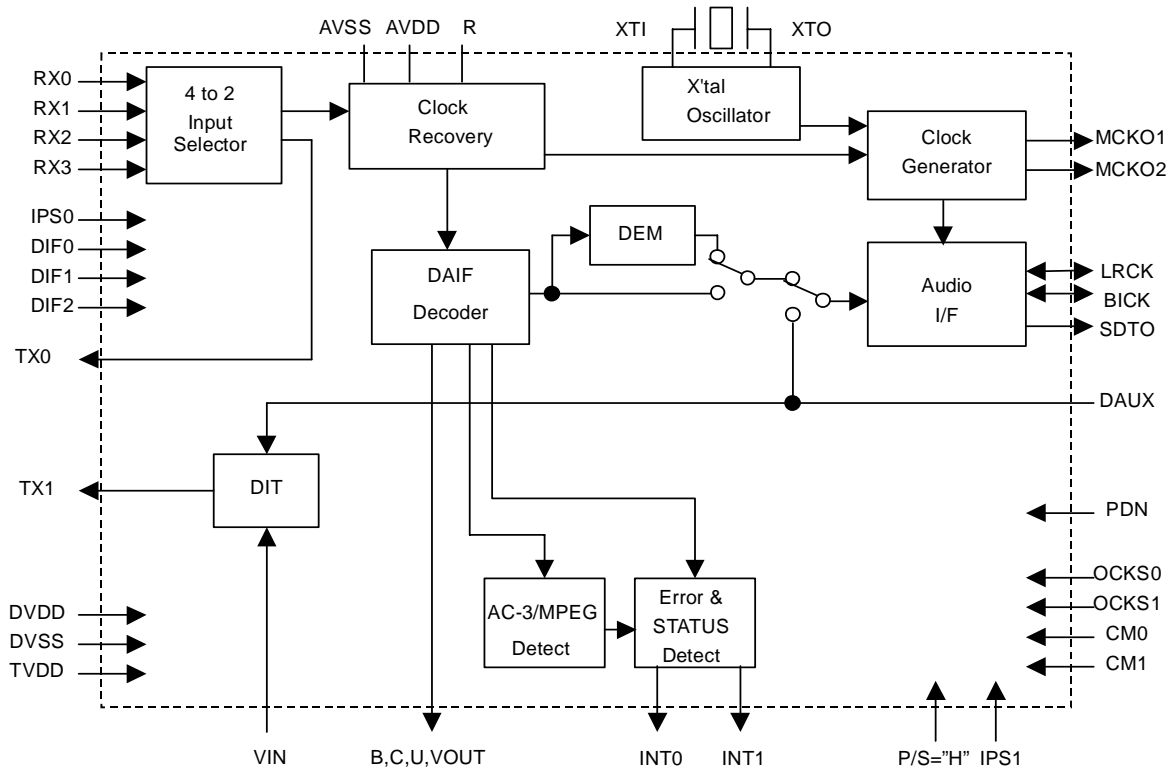 AVSS AVDD R
XTI XTO
RX0
RX1
RX2
RX3
4 to 2
Input
Selector
Clock
Recovery
X'tal
Oscillator
Clock
Generator
MCKO1
MCKO2
IPS0
DIF0
DIF1
DIF2
DAIF
Decoder
DEM
Audio
I/F
LRCK
BICK
SDTO
TX0
DAUX
TX1
DIT
PDN
AC-3/MPEG
Detect
Error &
STATUS
Detect
OCKS0
OCKS1
CM0
CM1
DVDD
DVSS
TVDD
VIN
B,C,U,VOUT
INT0
INT1
P/S="H"
IPS1